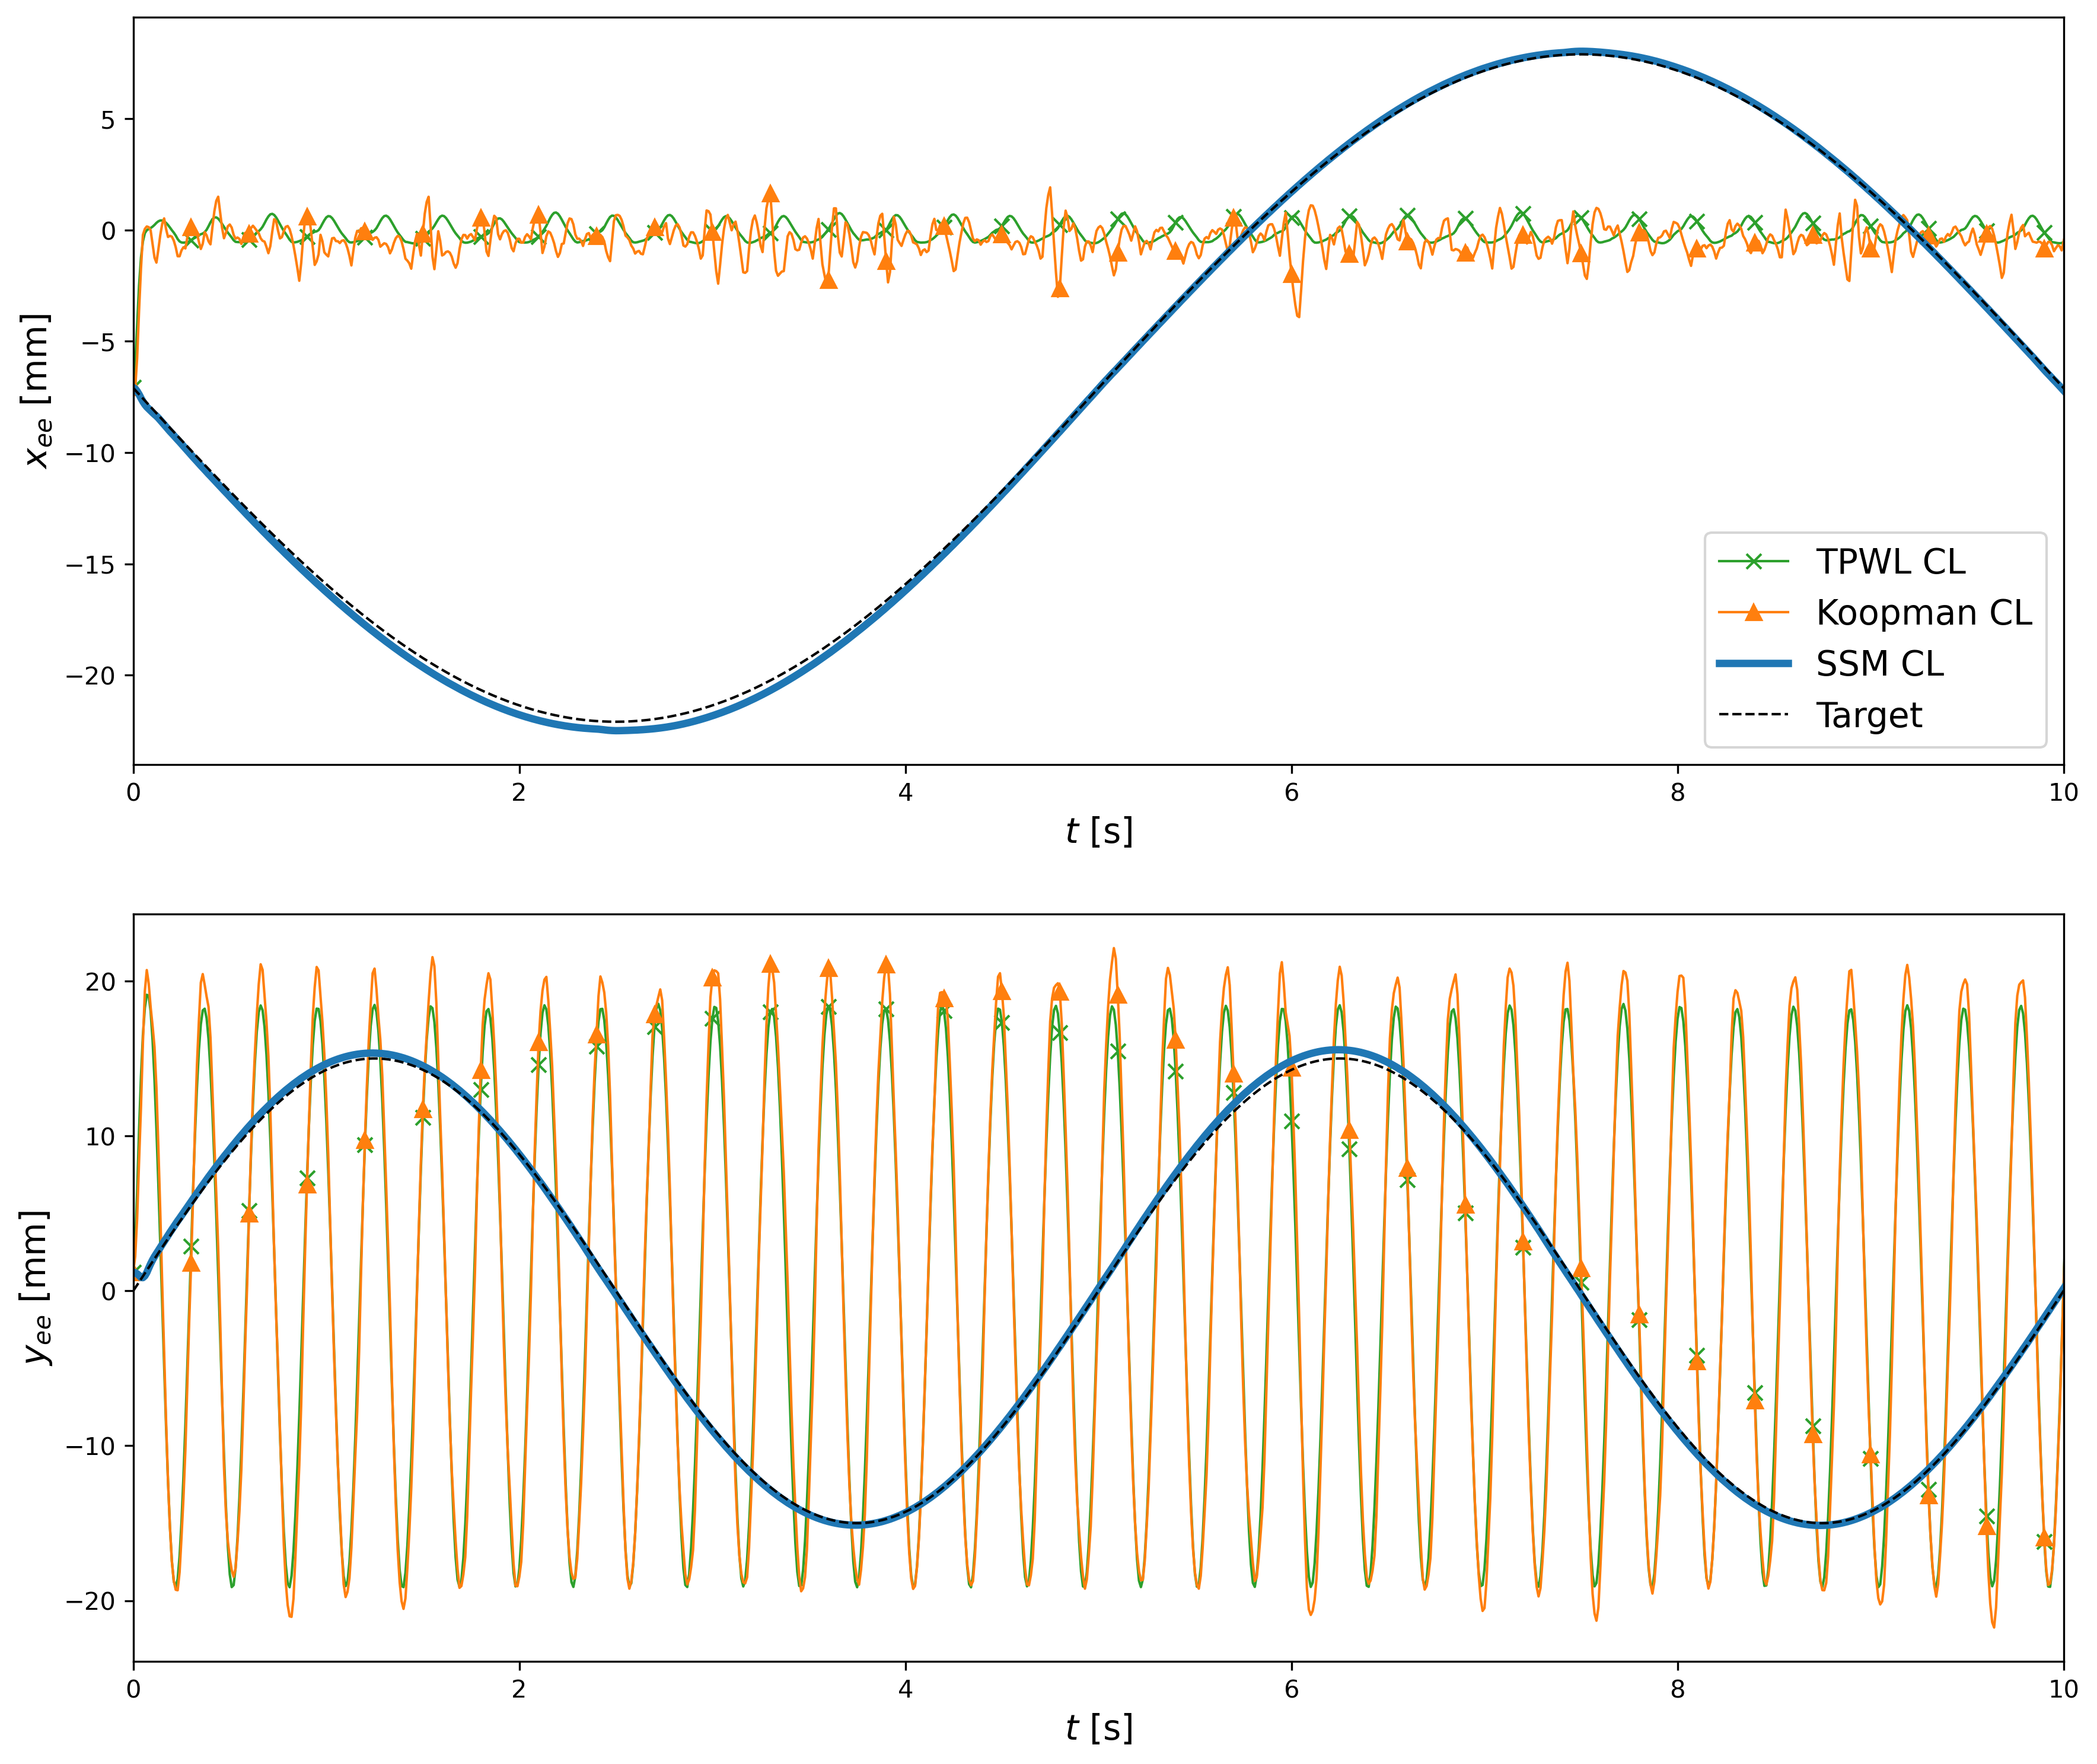 5
0
−5
−10
−15
−20
x_ee [mm]
TPWL CL
Koopman CL
SSM CL
Target
0 2 4 6 8 10
t [s]
20
10
0
−10
−20
y_ee [mm]
0 2 4 6 8 10
t [s]